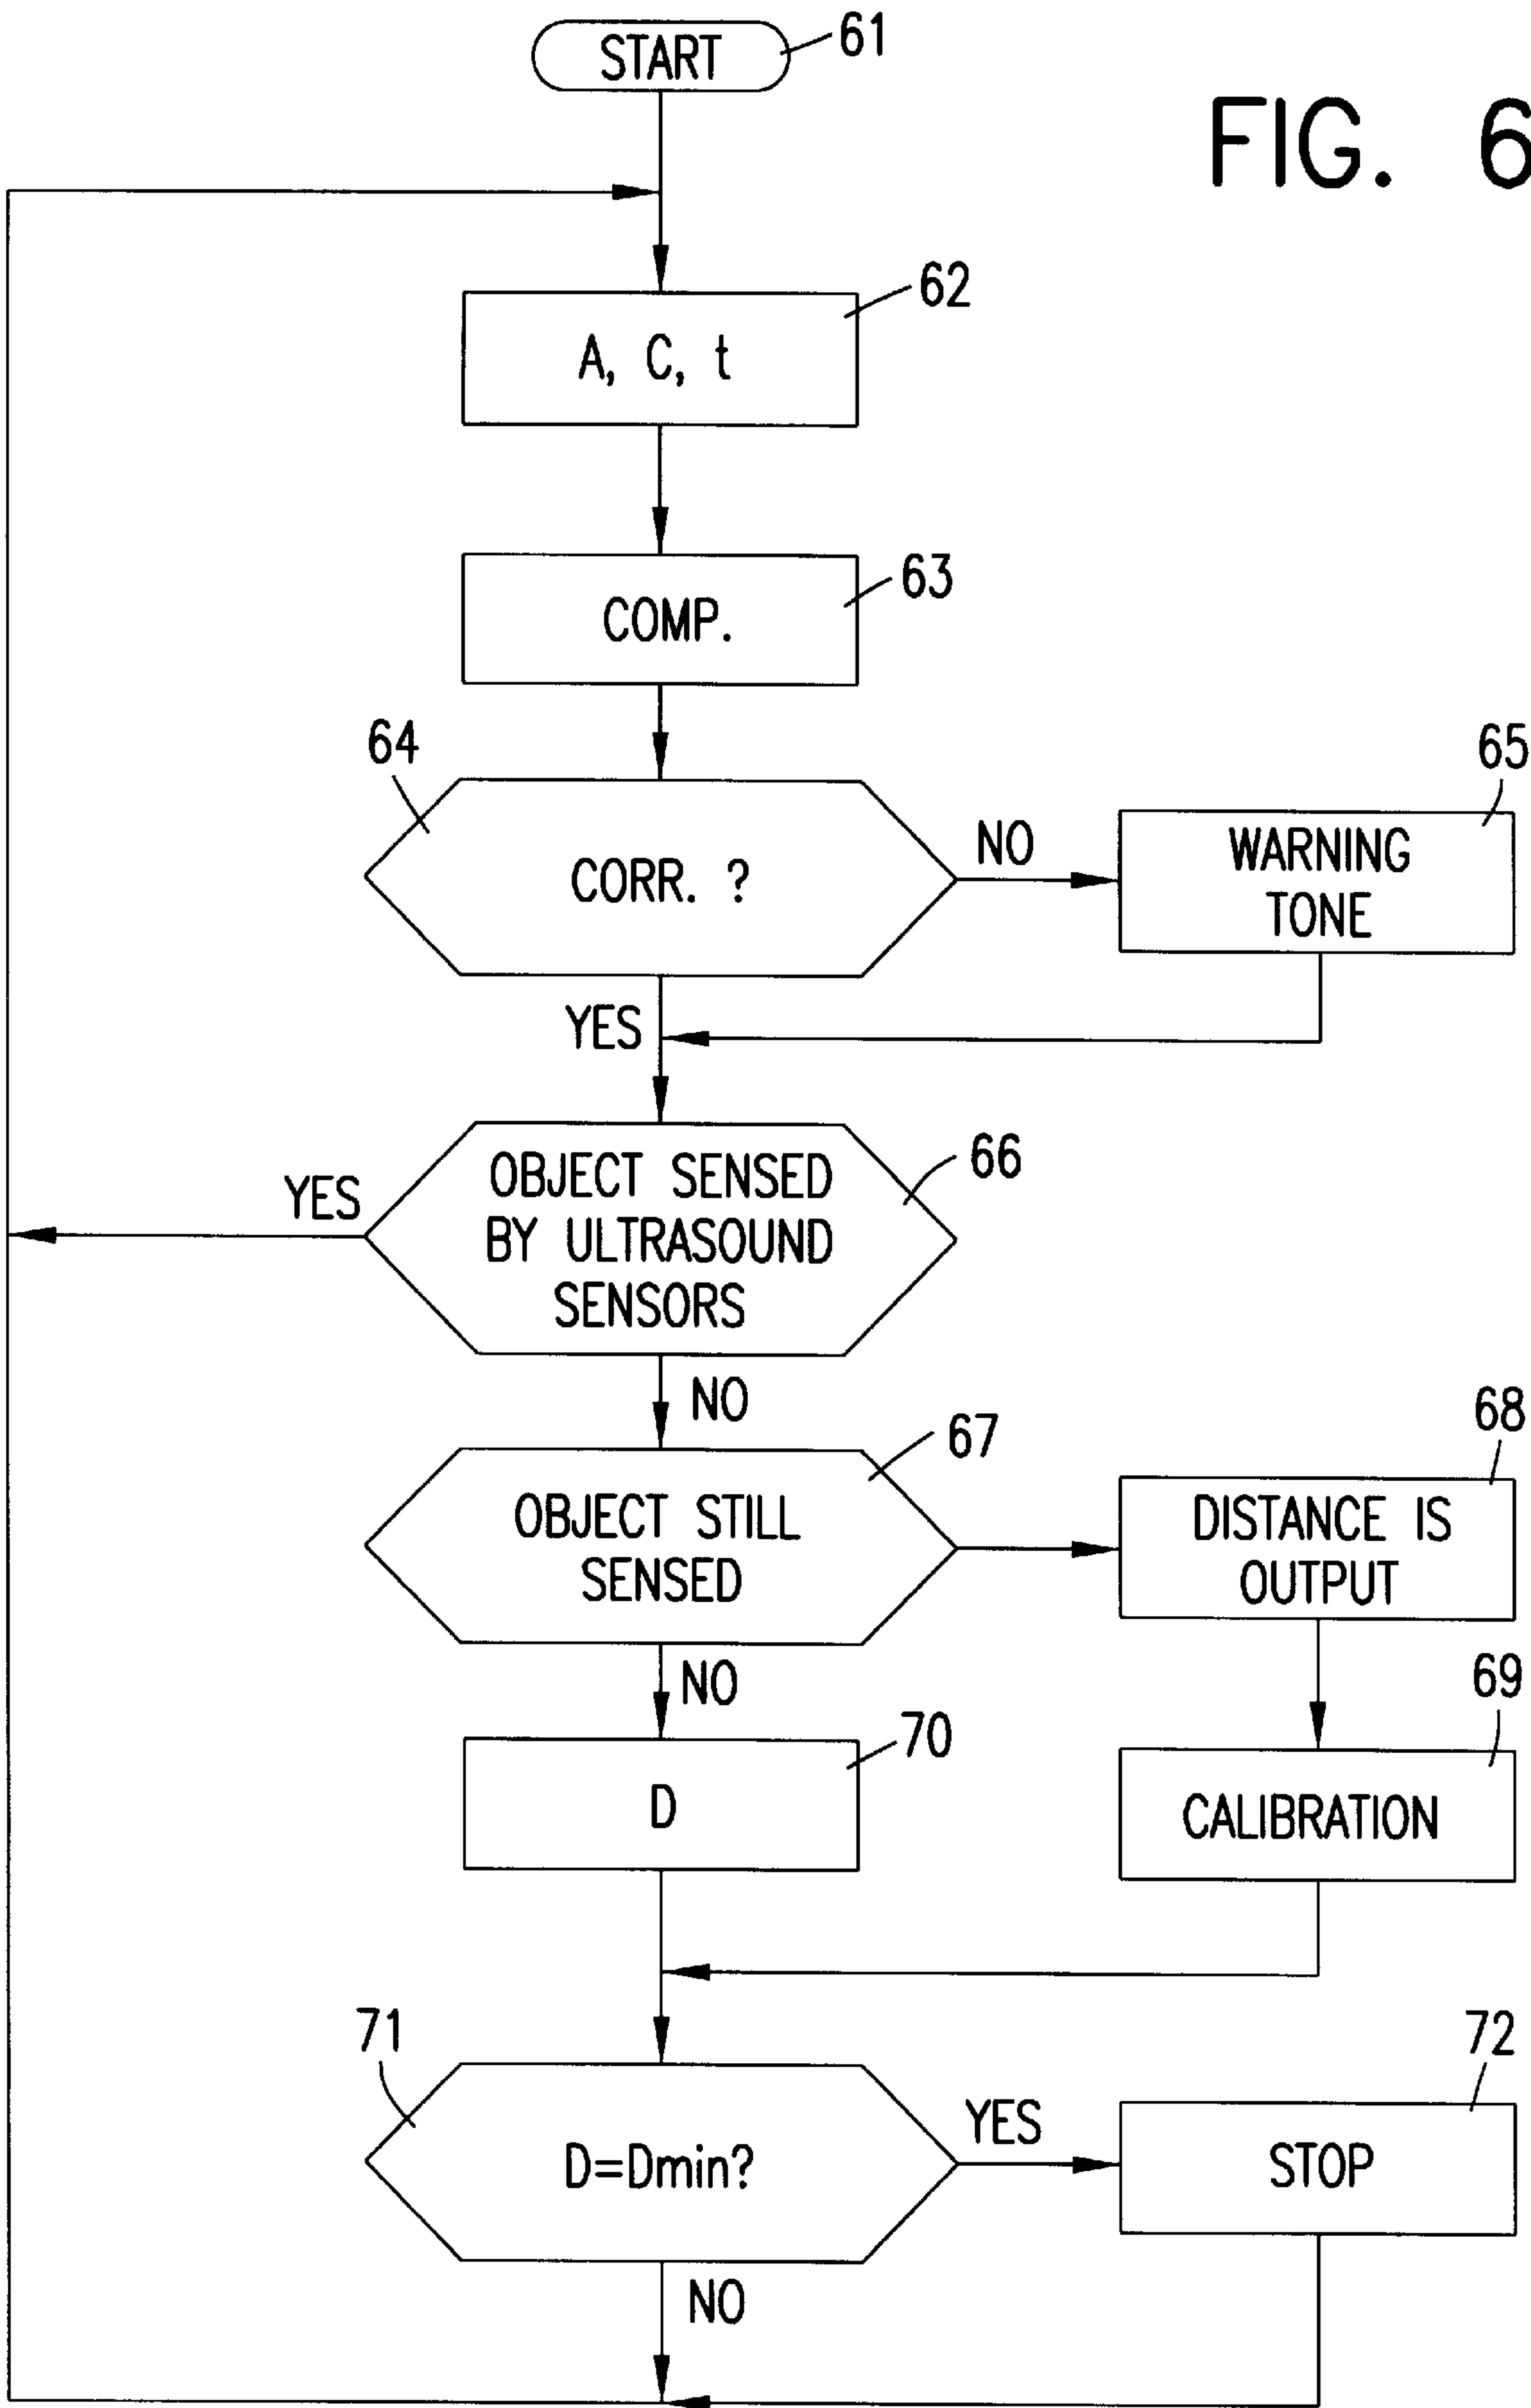 START
61
FIG. 6
62
A, C, t
63
COMP.
64
65
CORR. ?
NO
WARNING
TONE
YES
66
OBJECT SENSED
BY ULTRASOUND
SENSORS
YES
NO
67
68
OBJECT STILL
SENSED
DISTANCE IS
OUTPUT
NO
69
70
D
CALIBRATION
71
72
D=Dmin?
YES
STOP
NO